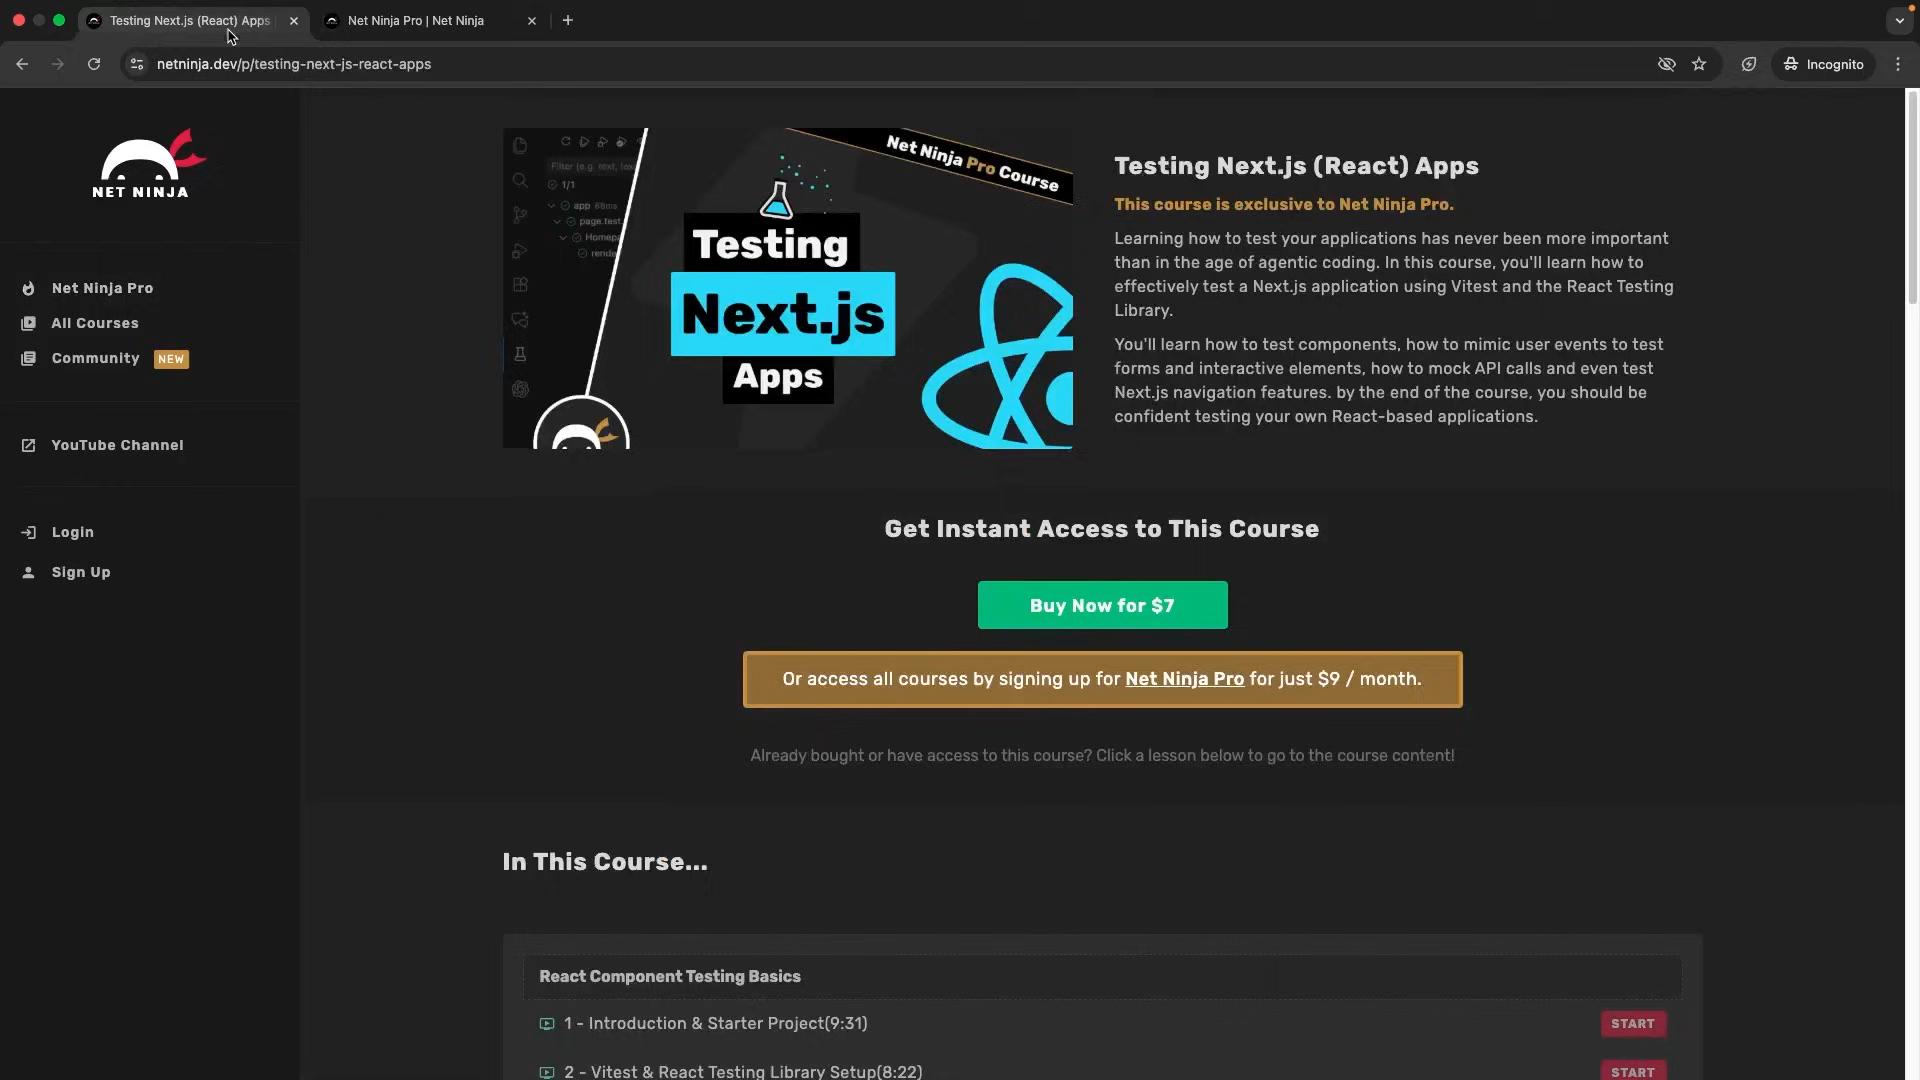 Testing Next.js (React) Apps
Net Ninja Pro | Net Ninja
netninja.dev/p/testing-next-js-react-apps
Incognito
NET NINJA
Net Ninja Pro
All Courses
Community NEW
YouTube Channel
Login
Sign Up
Filter (e.g. text,
1/1
app 68ms
page.test.
Homep
rende
Net Ninja Pro Course
Testing
Next.js
Apps
Testing Next.js (React) Apps
This course is exclusive to Net Ninja Pro.
Learning how to test your applications has never been more important
than in the age of agentic coding. In this course, you'll learn how to
effectively test a Next.js application using Vitest and the React Testing
Library.
You'll learn how to test components, how to mimic user events to test
forms and interactive elements, how to mock API calls and even test
Next.js navigation features. by the end of the course, you should be
confident testing your own React-based applications.
Get Instant Access to This Course
Buy Now for $7
Or access all courses by signing up for Net Ninja Pro for just $9 / month.
Already bought or have access to this course? Click a lesson below to go to the course content!
In This Course...
React Component Testing Basics
1 - Introduction & Starter Project(9:31)
START
2 - Vitest & React Testing Library Setup(8:22)
START